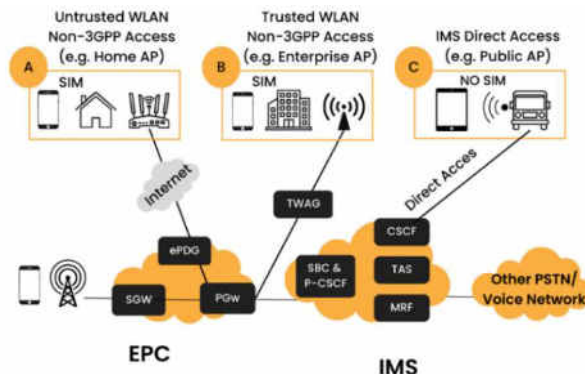 Untrusted WLAN
Non-3GPP Access
(e.g. Home AP)
Trusted WLAN
Non-3GPP Access
(e.g. Enterprise AP)
IMS Direct Access
(e.g. Public AP)
A
SIM
B
SIM
C
NO SIM
Internet
TWAG
Direct Acces
ePDG
CSCF
SGW
PGw
SBC &
P-CSCF
TAS
MRF
Other PSTN/
Voice Network
EPC
IMS